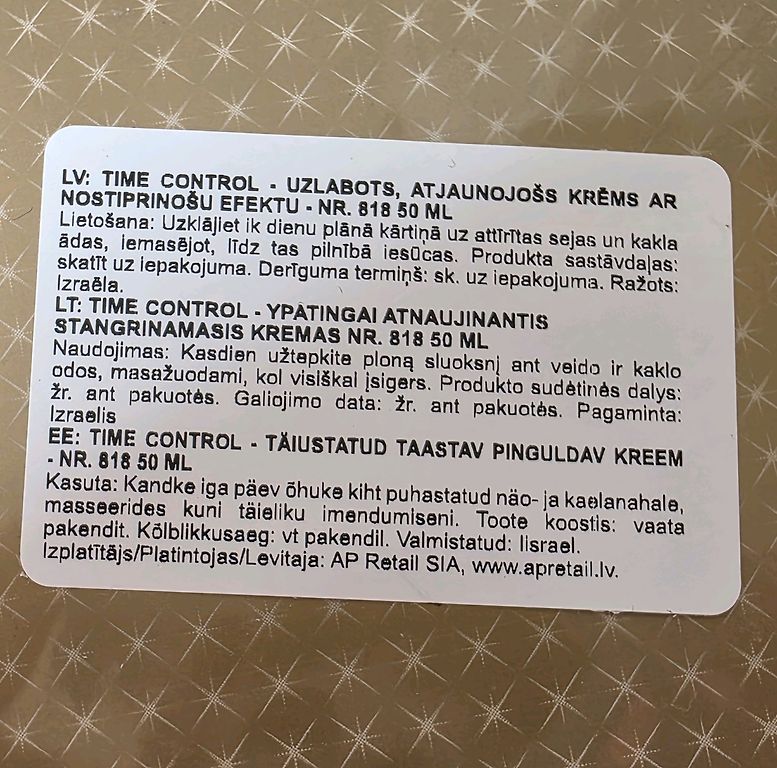 LV: TIME CONTROL - UZLABOTS, ATJAUNOJOŠS KRĒMS AR
NOSTIPRINOŠU EFEKTU - NR. 818 50 ML
Lietošana: Uzklājiet ik dienu plānā kārtiņā uz attīrītas sejas un kakla
ādas, iemasējot, līdz tas pilnībā iesūcas. Produkta sastāvdaļas:
skatīt uz iepakojuma. Derīguma termiņš: sk. uz iepakojuma. Ražots:
Izraēla.
LT: TIME CONTROL - YPATINGAI ATNAUJINANTIS
STANGRINAMASIS KREMAS NR. 818 50 ML
Naudojimas: Kasdien užtepkite ploną sluoksnį ant veido ir kaklo
odos, masažuodami, kol visiškai įsigers. Produkto sudėtinės dalys:
žr. ant pakuotės. Galiojimo data: žr. ant pakuotės. Pagaminta:
Izraelis
EE: TIME CONTROL - TÄIUSTATUD TAASTAV PINGULDAV KREEM
- NR. 818 50 ML
Kasuta: Kandke iga päev õhuke kiht puhastatud näo- ja kaelanahale,
masseerides kuni täieliku imendumiseni. Toote koostis: vaata
pakendit. Kõlblikkusaeg: vt pakendil. Valmistatud: Iisrael.
Izplatītājs/Platintojas/Levitaja: AP Retail SIA, www.apretail.lv.